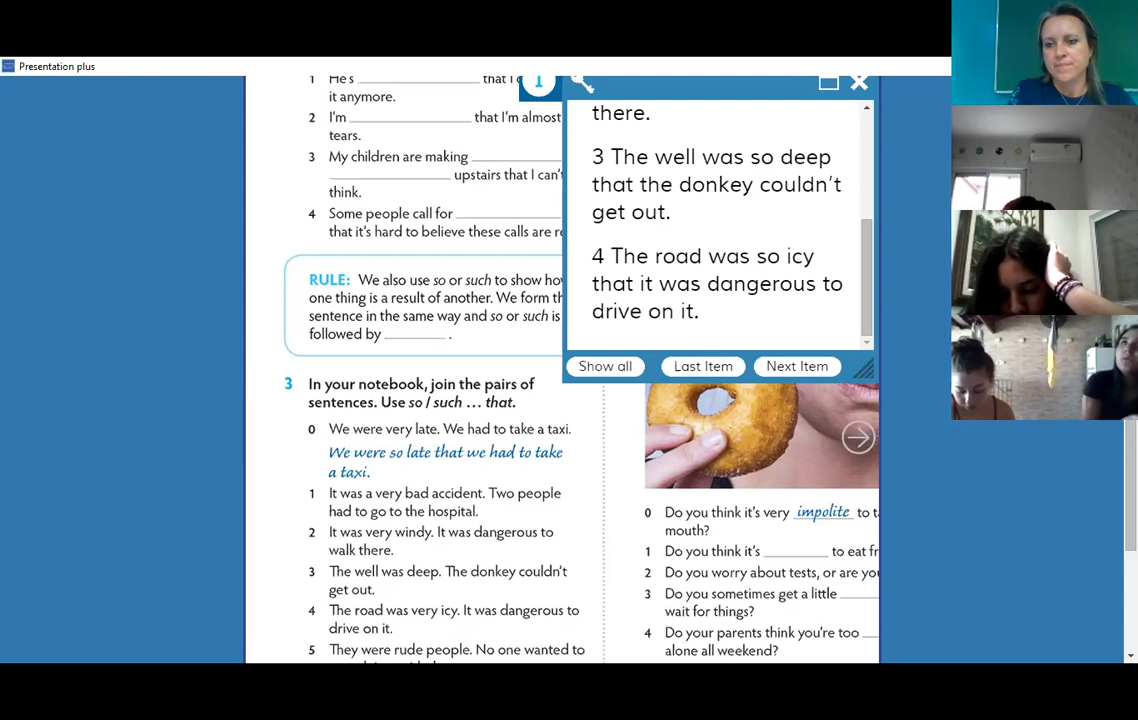 Presentation plus
1 He's ____ that I
it anymore.
2 I'm ____ that I'm almost
tears.
3 My children are making ____
____ upstairs that I can't
think.
4 Some people call for ____
that it's hard to believe these calls are
RULE: We also use so or such to show
one thing is a result of another. We form
sentence in the same way and so or such is
followed by ____ .
3 In your notebook, join the pairs of
sentences. Use so / such ... that.
0 We were very late. We had to take a taxi.
We were so late that we had to take
a taxi.
1 It was a very bad accident. Two people
had to go to the hospital.
2 It was very windy. It was dangerous to
walk there.
3 The well was deep. The donkey couldn't
get out.
4 The road was very icy. It was dangerous to
drive on it.
5 They were rude people. No one wanted to
1
there.
3 The well was so deep
that the donkey couldn't
get out.
4 The road was so icy
that it was dangerous to
drive on it.
Show all Last Item Next Item
0 Do you think it's very impolite to
mouth?
1 Do you think it's ____ to eat
2 Do you worry about tests, or are
3 Do you sometimes get a little ____
wait for things?
4 Do your parents think you're too ____
alone all weekend?